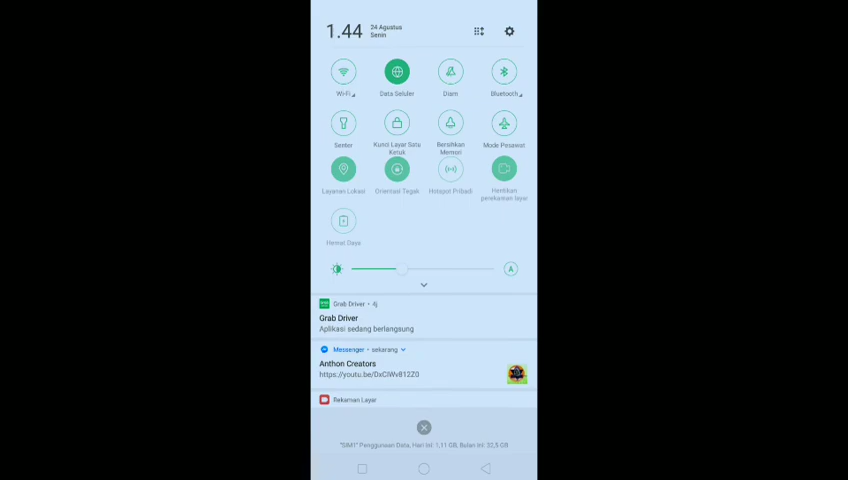 1.44
24 Agustus
Senin
Wi-Fi
Data Seluler
Diam
Bluetooth
Senter
Kunci Layar Satu
Ketuk
Bersihkan
Memori
Mode Pesawat
Layanan Lokasi
Orientasi Tegak
Hotspot Pribadi
Hentikan
perekaman layar
Hemat Daya
A
Grab Driver • 4j
Grab Driver
Aplikasi sedang berlangsung
Messenger • sekarang
Anthon Creators
https://youtu.be/DxCiWv812Z0
Rekaman Layar
"SIM1" Penggunaan Data, Hari Ini: 1,11 GB, Bulan Ini: 32,5 GB